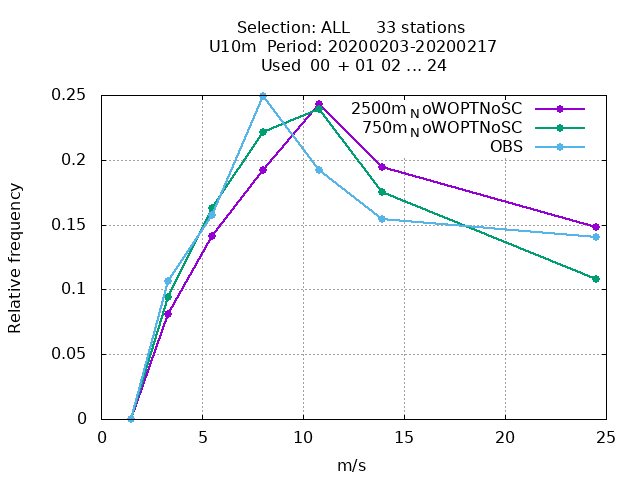 Selection: ALL 33 stations
U10m Period: 20200203-20200217
Used 00 + 01 02 ... 24
2500m_NoWOPTNoSC
750m_NoWOPTNoSC
OBS
Relative frequency
0.25
0.2
0.15
0.1
0.05
0
0 5 10 15 20 25
m/s